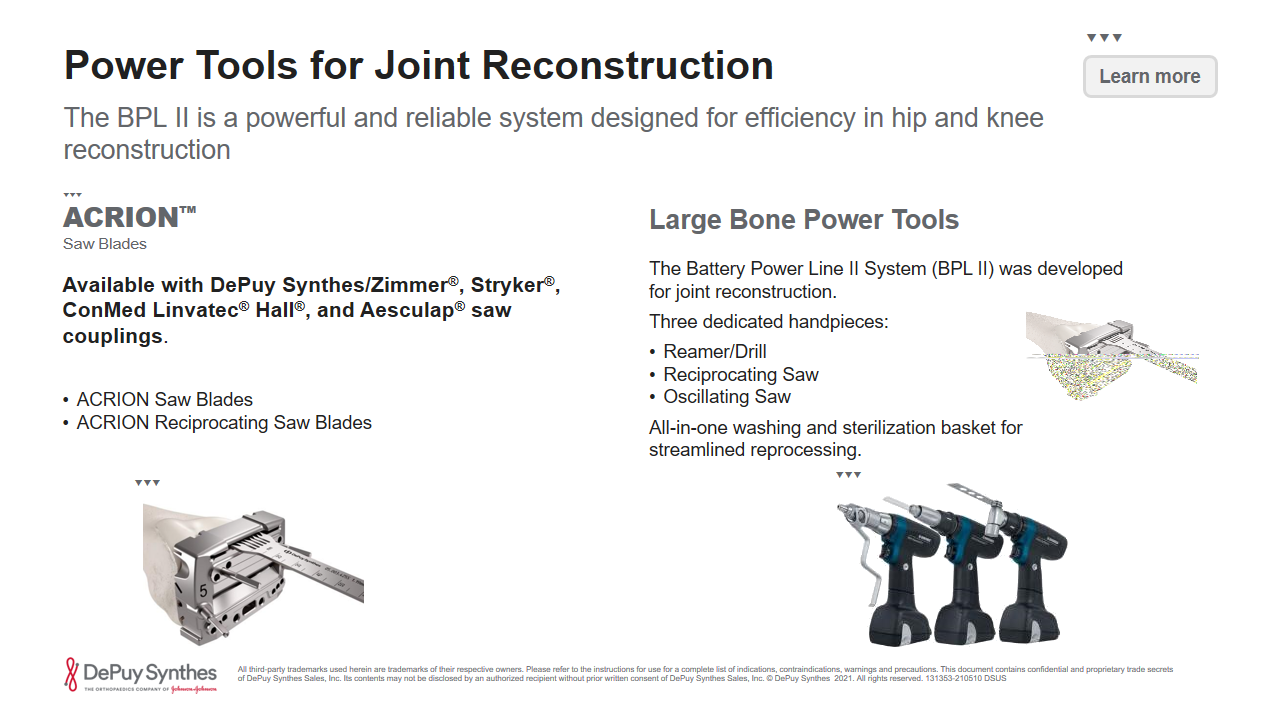 Power Tools for Joint Reconstruction
Learn more
The BPL II is a powerful and reliable system designed for efficiency in hip and knee
reconstruction
ACRION™
Saw Blades
Available with DePuy Synthes/Zimmer®, Stryker®,
ConMed Linvatec® Hall®, and Aesculap® saw
couplings.
• ACRION Saw Blades
• ACRION Reciprocating Saw Blades
Large Bone Power Tools
The Battery Power Line II System (BPL II) was developed
for joint reconstruction.
Three dedicated handpieces:
• Reamer/Drill
• Reciprocating Saw
• Oscillating Saw
All-in-one washing and sterilization basket for
streamlined reprocessing.
DePuy Synthes
5
DePuy Synthes
THE ORTHOPAEDICS COMPANY OF Johnson & Johnson
All third-party trademarks used herein are trademarks of their respective owners. Please refer to the instructions for use for a complete list of indications, contraindications, warnings and precautions. This document contains confidential and proprietary trade secrets
of DePuy Synthes Sales, Inc. Its contents may not be disclosed by an authorized recipient without prior written consent of DePuy Synthes Sales, Inc. © DePuy Synthes 2021. All rights reserved. 131353-210510 DSUS